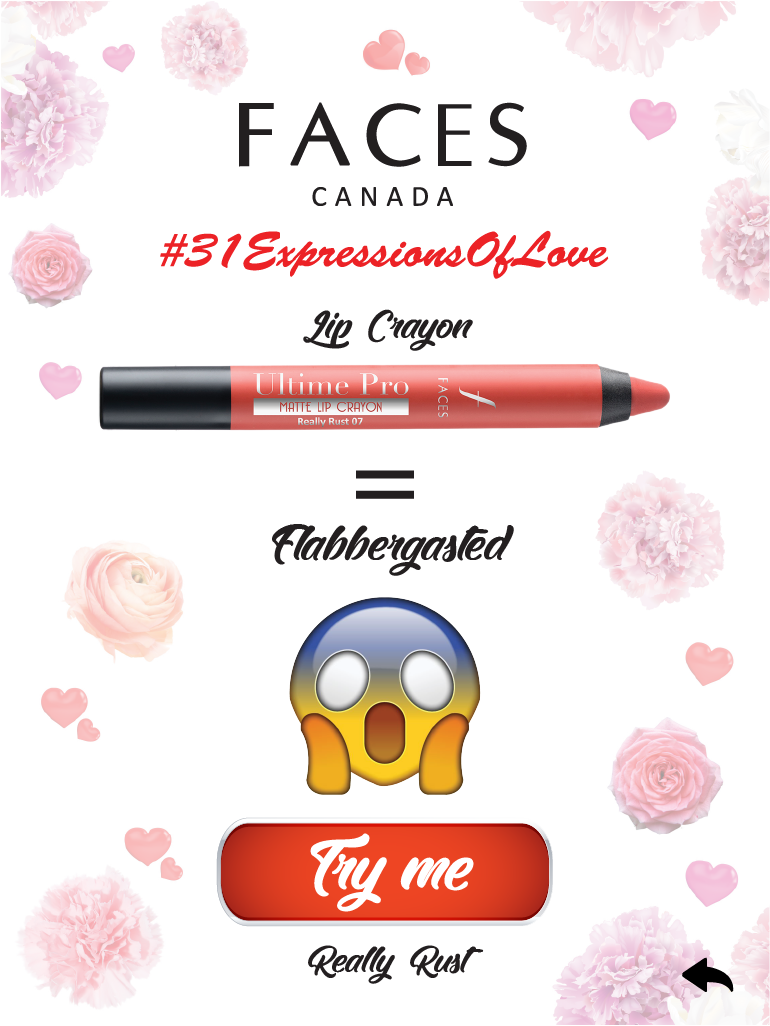 FACES
CANADA
#31ExpressionsOfLove
Lip Crayon
Ultime Pro
MATTE LIP CRAYON
Really Rust 07
FACES
f
=
Flabbergasted
Try me
Really Rust